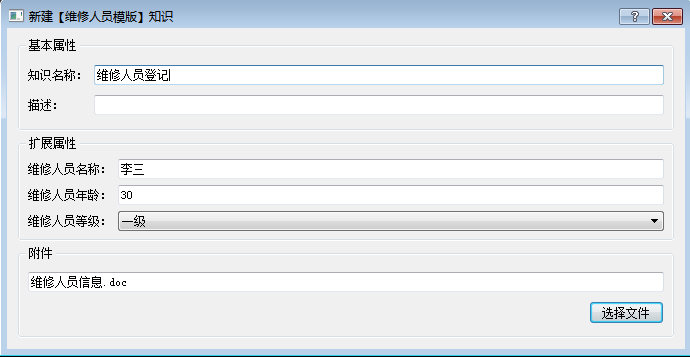 新建【维修人员模版】知识
基本属性
知识名称： 维修人员登记
描述：
扩展属性
维修人员名称： 李三
维修人员年龄： 30
维修人员等级： 一级
附件
维修人员信息.doc
选择文件